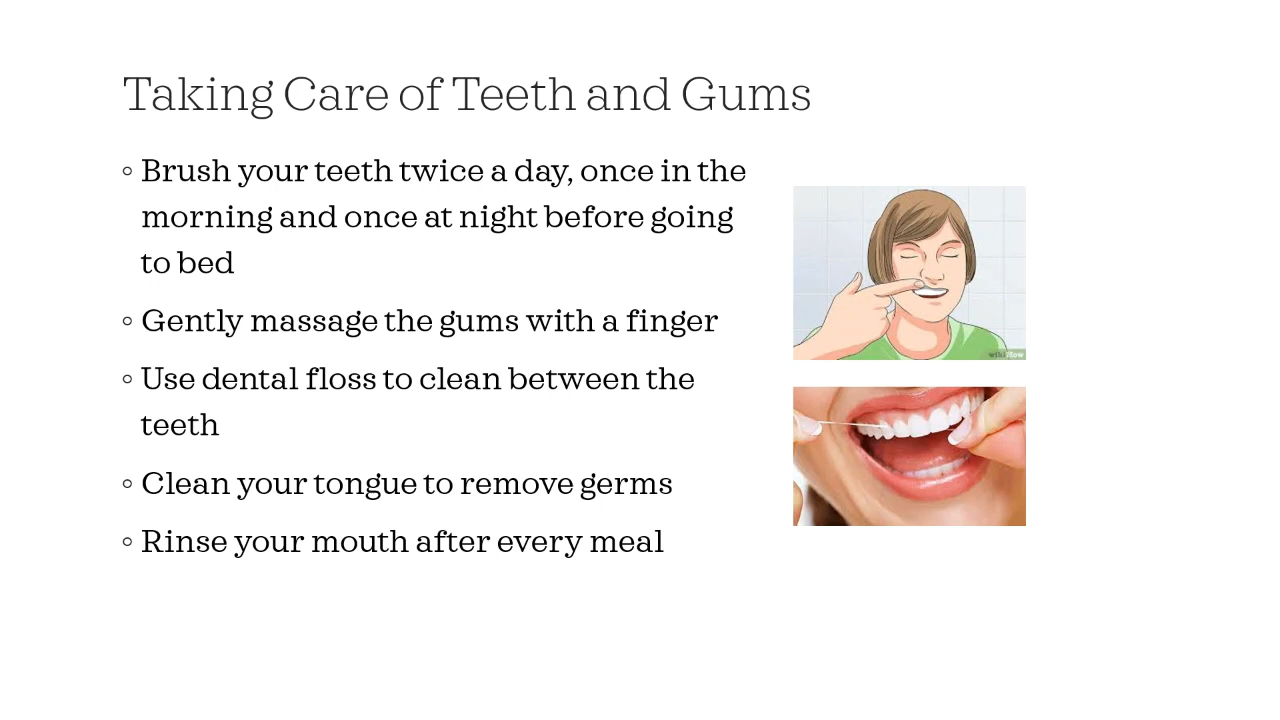 Taking Care of Teeth and Gums
◦ Brush your teeth twice a day, once in the
morning and once at night before going
to bed
◦ Gently massage the gums with a finger
◦ Use dental floss to clean between the
teeth
◦ Clean your tongue to remove germs
◦ Rinse your mouth after every meal
wikiHow